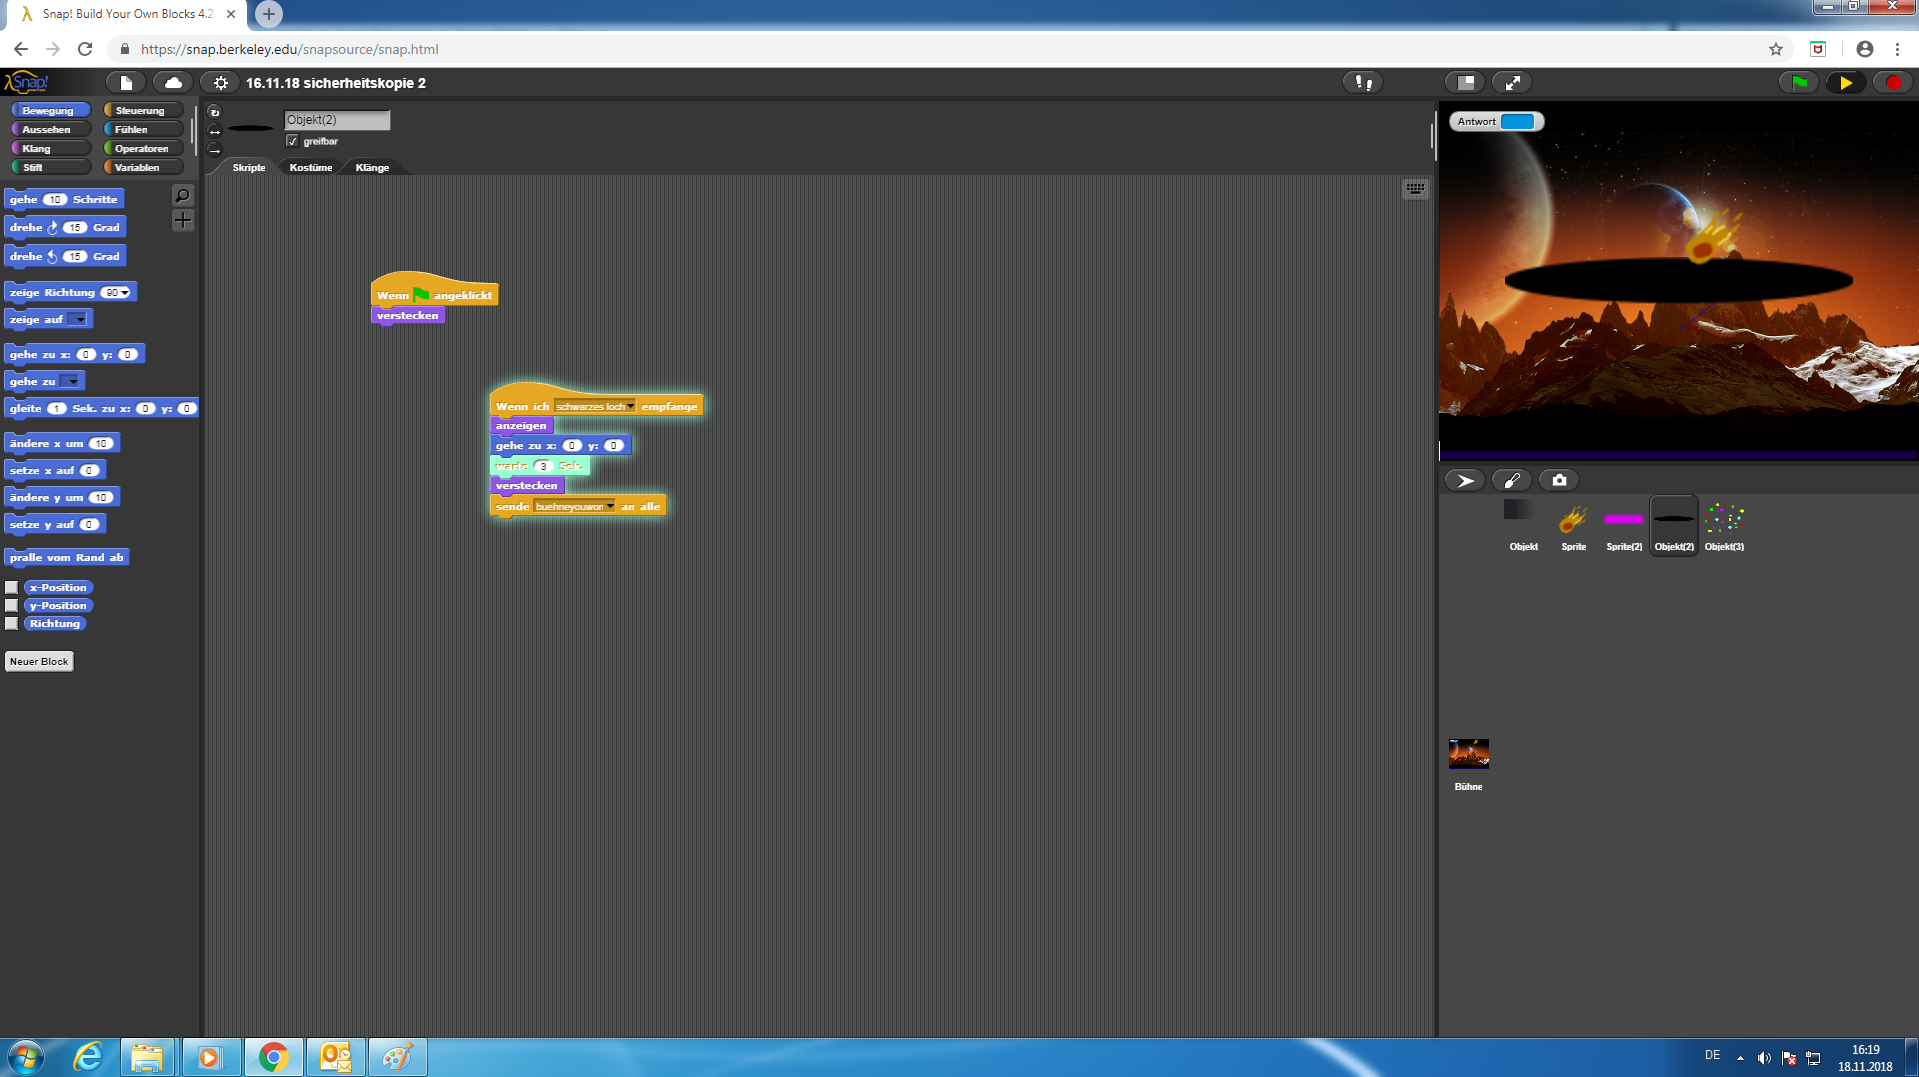 Snap! Build Your Own Blocks 4.2
https://snap.berkeley.edu/snapsource/snap.html
Snap!
16.11.18 sicherheitskopie 2
Bewegung
Steuerung
Aussehen
Fühlen
Klang
Operatoren
Stift
Variablen
Objekt(2)
greifbar
Skripte
Kostüme
Klänge
gehe 10 Schritte
drehe 15 Grad
drehe 15 Grad
zeige Richtung 90
zeige auf
gehe zu x: 0 y: 0
gehe zu
gleite 1 Sek. zu x: 0 y: 0
ändere x um 10
setze x auf 0
ändere y um 10
setze y auf 0
pralle vom Rand ab
x-Position
y-Position
Richtung
Neuer Block
Wenn angeklickt
verstecken
Wenn ich schwarzes loch empfange
anzeigen
gehe zu x: 0 y: 0
warte 3 Sek.
verstecken
sende buehneyouwon an alle
Antwort
Objekt
Sprite
Sprite(2)
Objekt(2)
Objekt(3)
Bühne
DE
16:19
18.11.2018